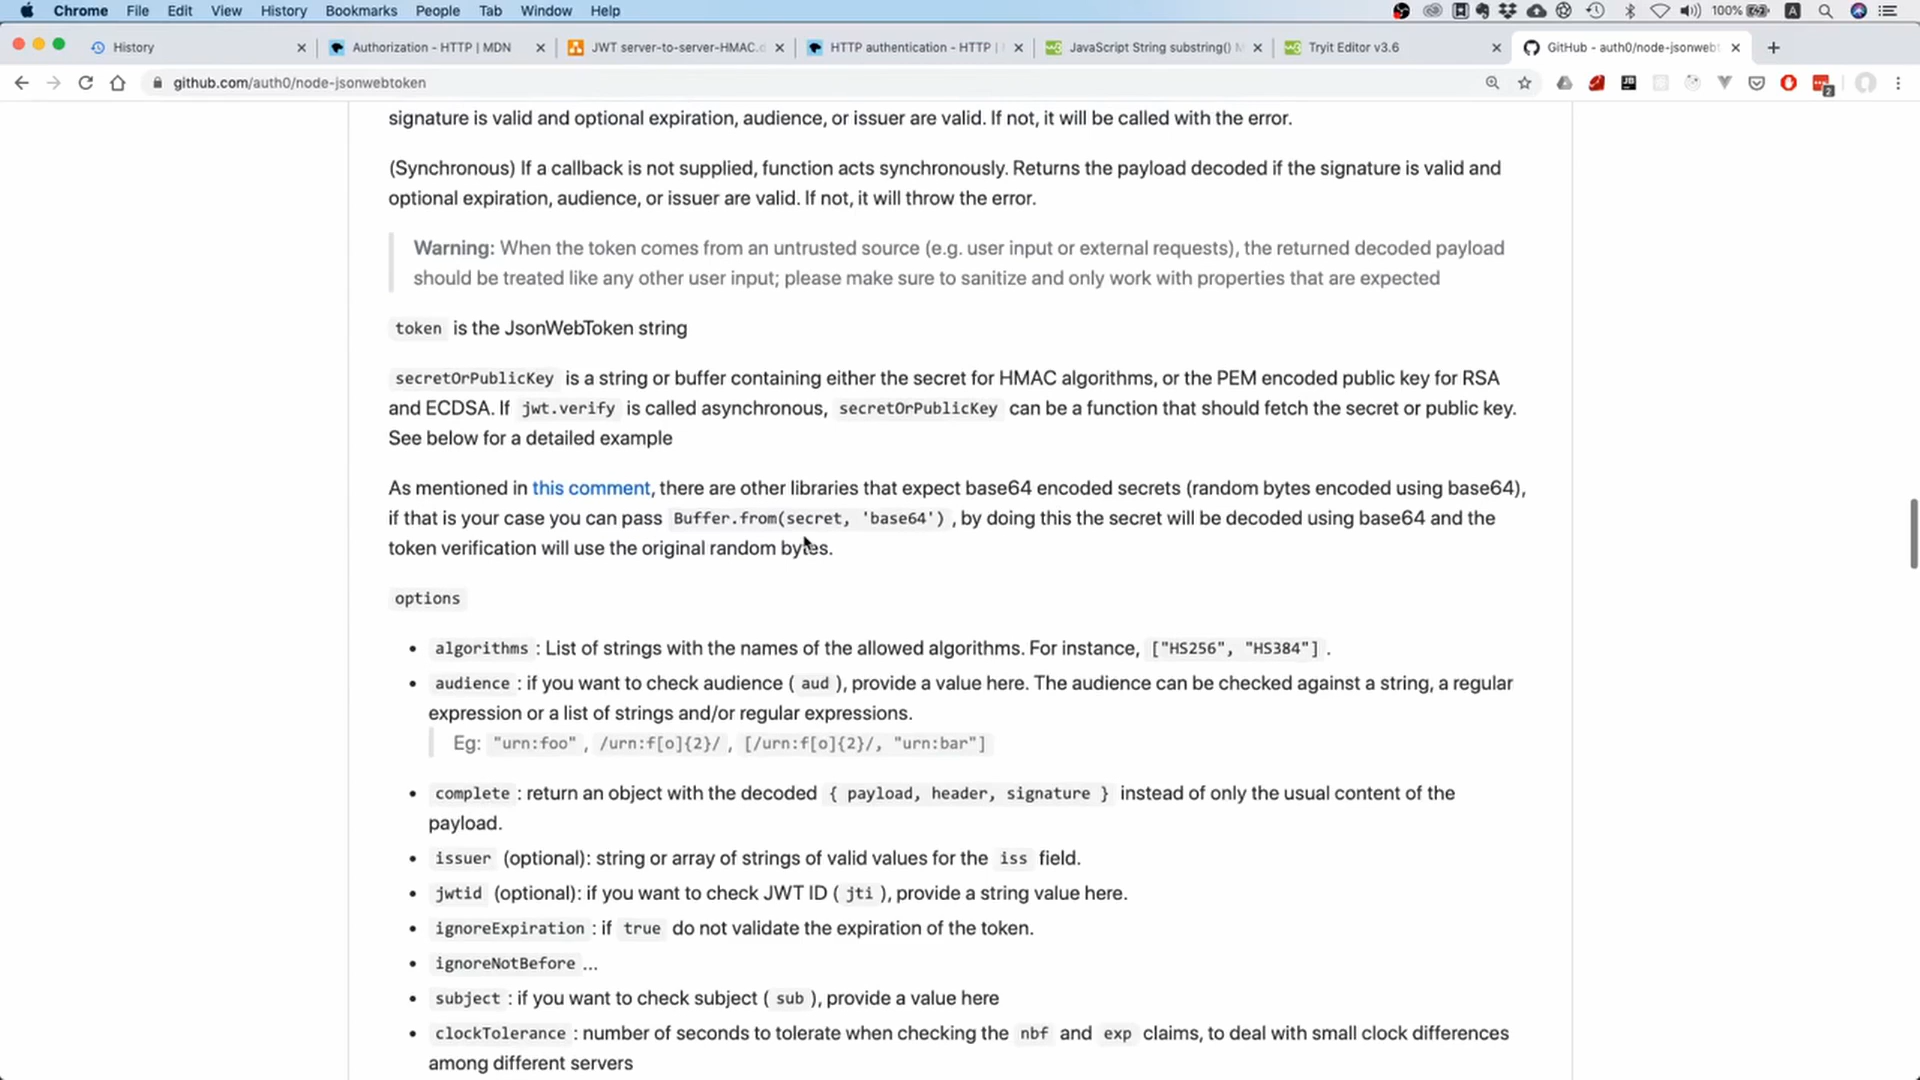 Chrome File Edit View History Bookmarks People Tab Window Help 100% A
History Authorization - HTTP | MDN JWT server-to-server-HMAC.d HTTP authentication - HTTP | JavaScript String substring() M Tryit Editor v3.6 GitHub - auth0/node-jsonwebt
github.com/auth0/node-jsonwebtoken 2
signature is valid and optional expiration, audience, or issuer are valid. If not, it will be called with the error.
(Synchronous) If a callback is not supplied, function acts synchronously. Returns the payload decoded if the signature is valid and
optional expiration, audience, or issuer are valid. If not, it will throw the error.
Warning: When the token comes from an untrusted source (e.g. user input or external requests), the returned decoded payload
should be treated like any other user input; please make sure to sanitize and only work with properties that are expected
token is the JsonWebToken string
secretOrPublicKey is a string or buffer containing either the secret for HMAC algorithms, or the PEM encoded public key for RSA
and ECDSA. If jwt.verify is called asynchronous, secretOrPublicKey can be a function that should fetch the secret or public key.
See below for a detailed example
As mentioned in this comment, there are other libraries that expect base64 encoded secrets (random bytes encoded using base64),
if that is your case you can pass Buffer.from(secret, 'base64') , by doing this the secret will be decoded using base64 and the
token verification will use the original random bytes.
options
• algorithms : List of strings with the names of the allowed algorithms. For instance, ["HS256", "HS384"] .
• audience : if you want to check audience ( aud ), provide a value here. The audience can be checked against a string, a regular
expression or a list of strings and/or regular expressions.
Eg: "urn:foo" , /urn:f[o]{2}/ , [/urn:f[o]{2}/, "urn:bar"]
• complete : return an object with the decoded { payload, header, signature } instead of only the usual content of the
payload.
• issuer (optional): string or array of strings of valid values for the iss field.
• jwtid (optional): if you want to check JWT ID ( jti ), provide a string value here.
• ignoreExpiration : if true do not validate the expiration of the token.
• ignoreNotBefore ...
• subject : if you want to check subject ( sub ), provide a value here
• clockTolerance : number of seconds to tolerate when checking the nbf and exp claims, to deal with small clock differences
among different servers